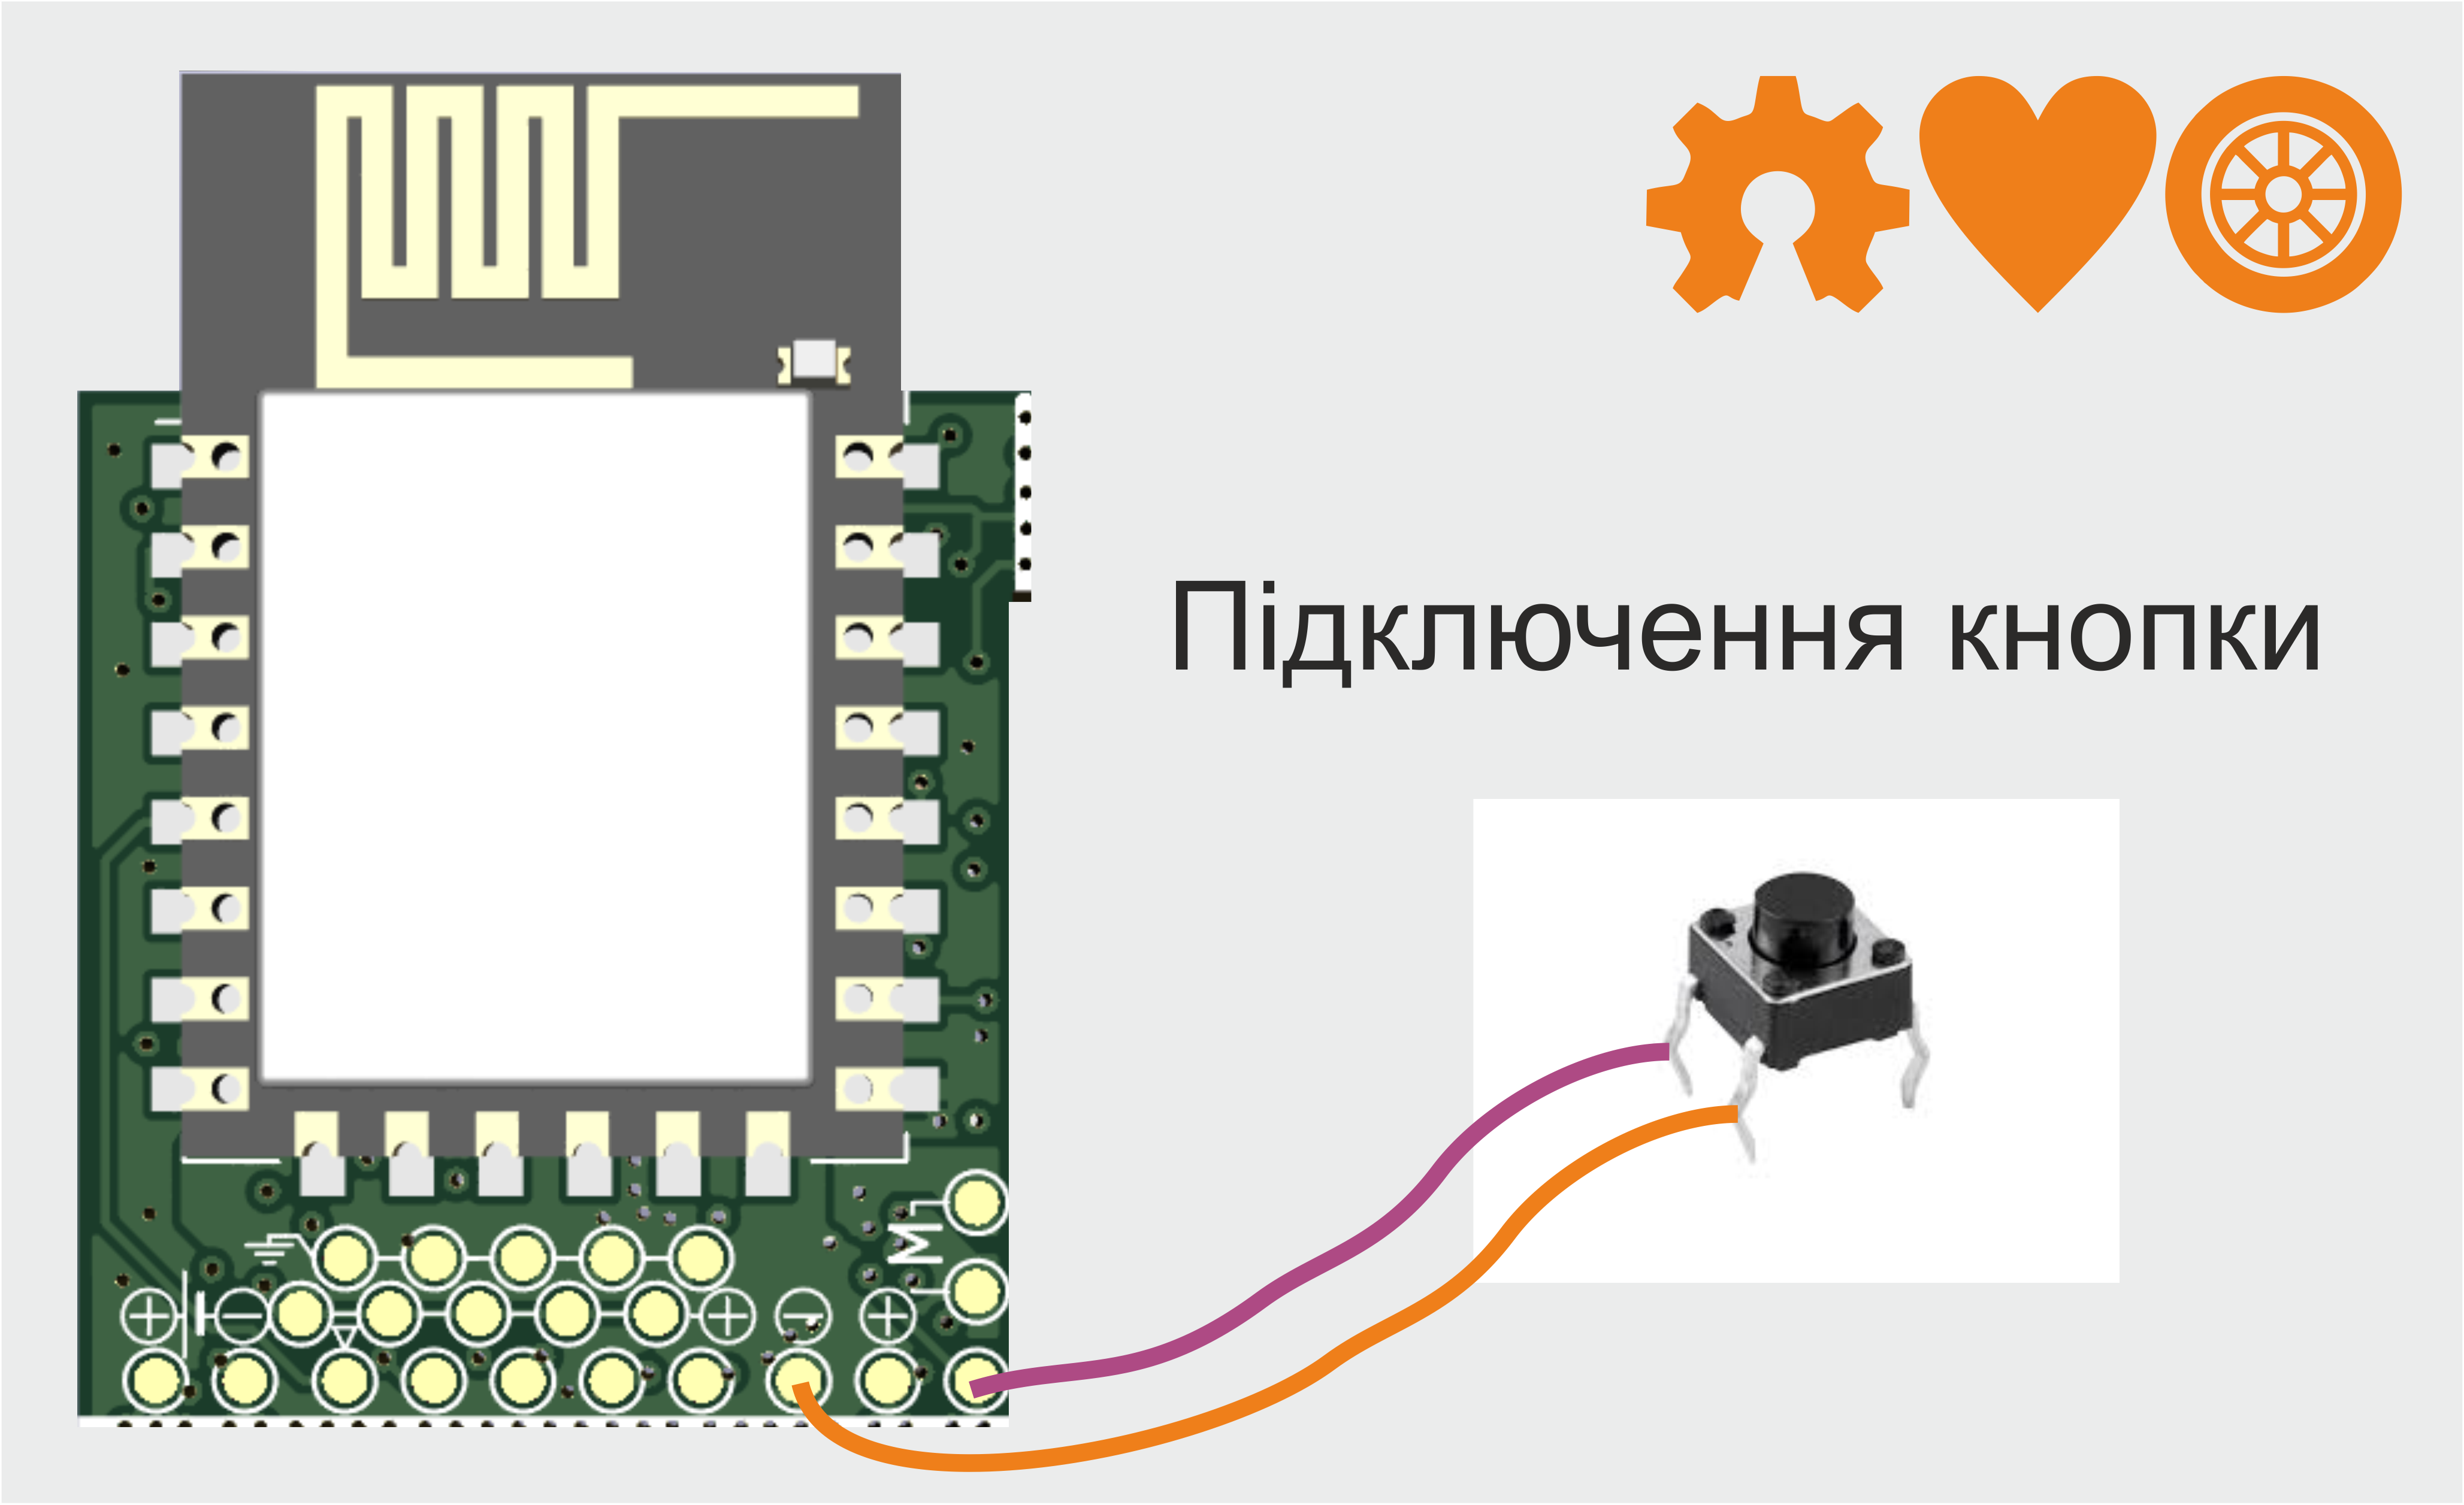 Підключення кнопки
M